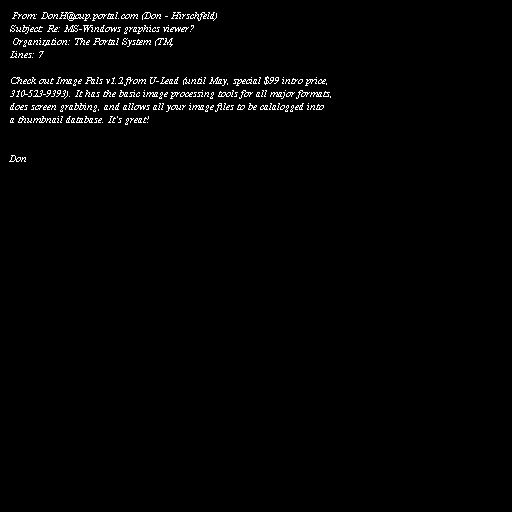 From: DonH@cup.portal.com (Don - Hirschfeld)
Subject: Re: MS-Windows graphics viewer?
Organization: The Portal System (TM,
Lines: 7
Check out Image Pals v1.2 from U-Lead (until May, special $99 intro price,
310-523-9393). It has the basic image processing tools for all major formats,
does screen grabbing, and allows all your image files to be calalogged into
a thumbnail database. It's great!
Don